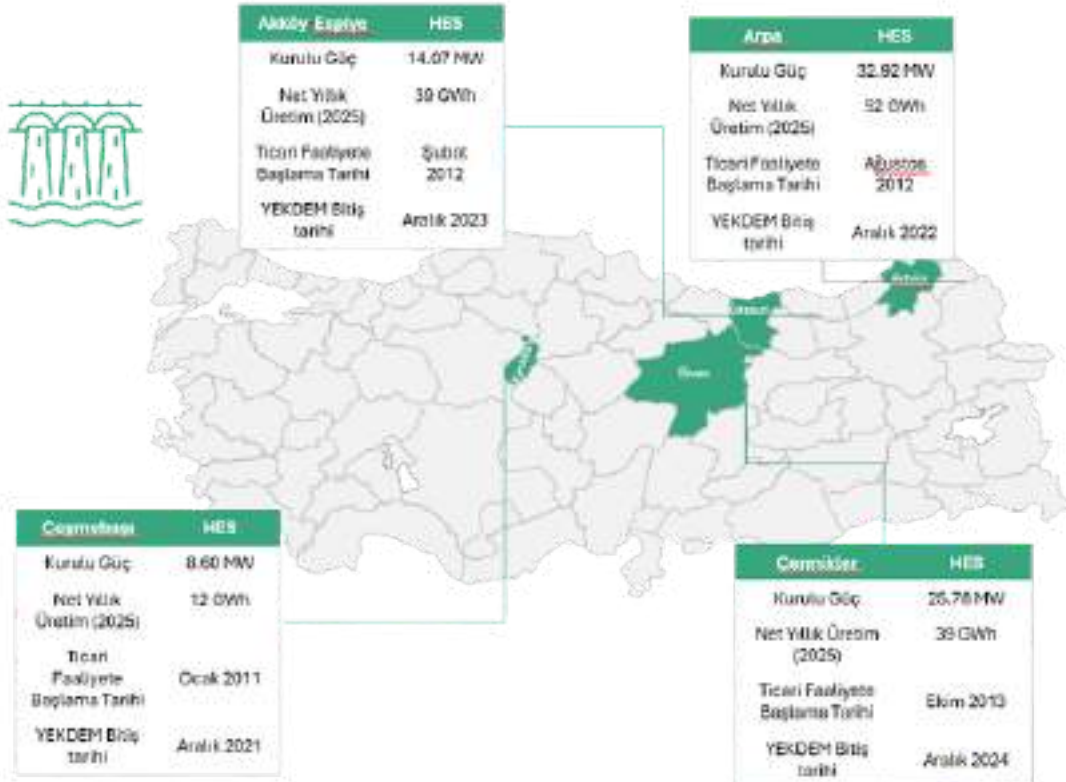 Akköy Espiye HES
Kurulu Güç 14.07 MW
Net Yıllık 39 GWh
Üretim (2025)
Ticari Faaliyete Şubat
Başlama Tarihi 2012
YEKDEM Bitiş Aralık 2023
tarihi
Arpa HES
Kurulu Güç 32.92 MW
Net Yıllık 52 GWh
Üretim (2025)
Ticari Faaliyete Ağustos
Başlama Tarihi 2012
YEKDEM Bitiş Aralık 2022
tarihi
Artvin
Giresun
Sivas
HES
Kurulu Güç 8.60 MW
Net Yıllık 12 GWh
Üretim (2025)
Ticari
Faaliyete Ocak 2011
Başlama Tarihi
YEKDEM Bitiş Aralık 2021
tarihi
Cermikler HES
Kurulu Güç 25.78 MW
Net Yıllık Üretim 39 GWh
(2025)
Ticari Faaliyete Ekim 2013
Başlama Tarihi
YEKDEM Bitiş Aralık 2024
tarihi